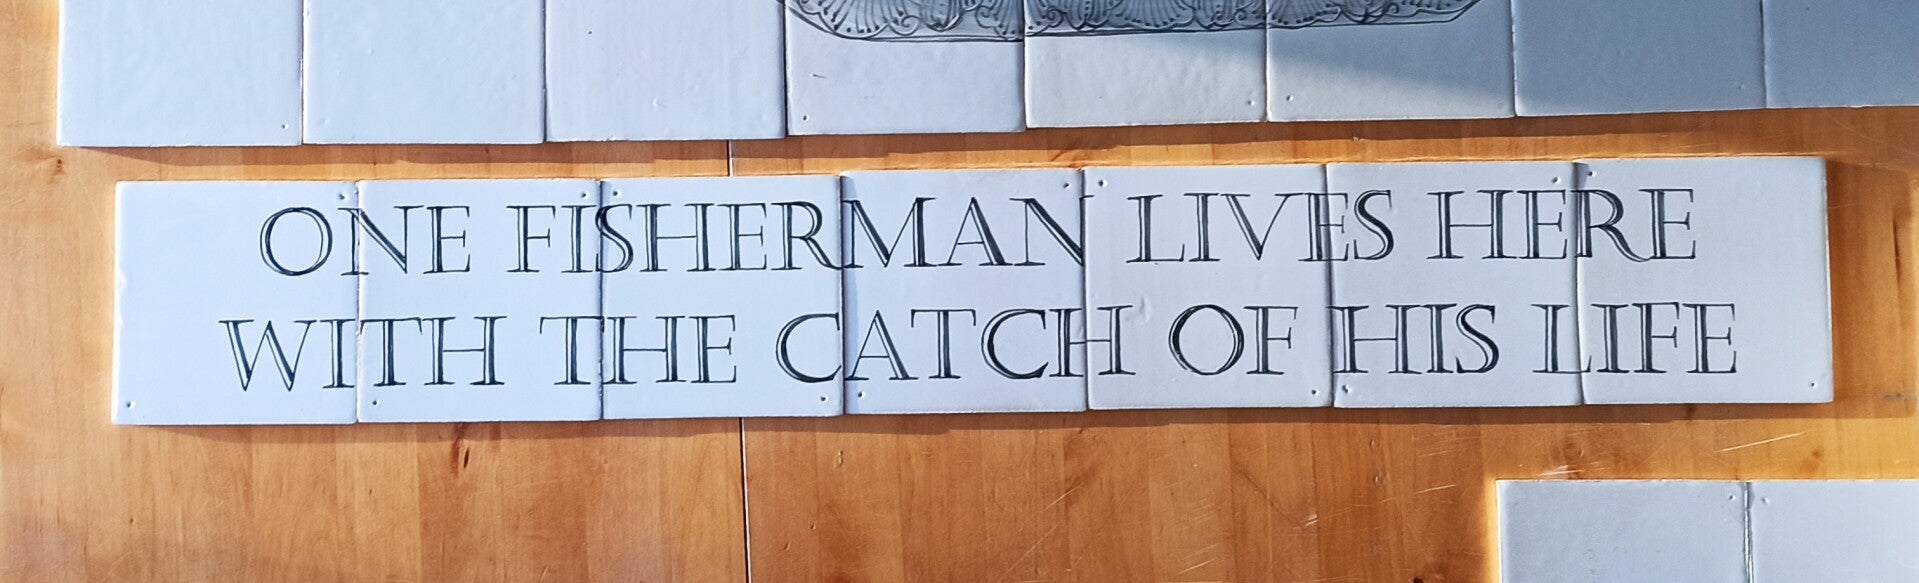 ONE FISHERMAN LIVES HERE
WITH THE CATCH OF HIS LIFE